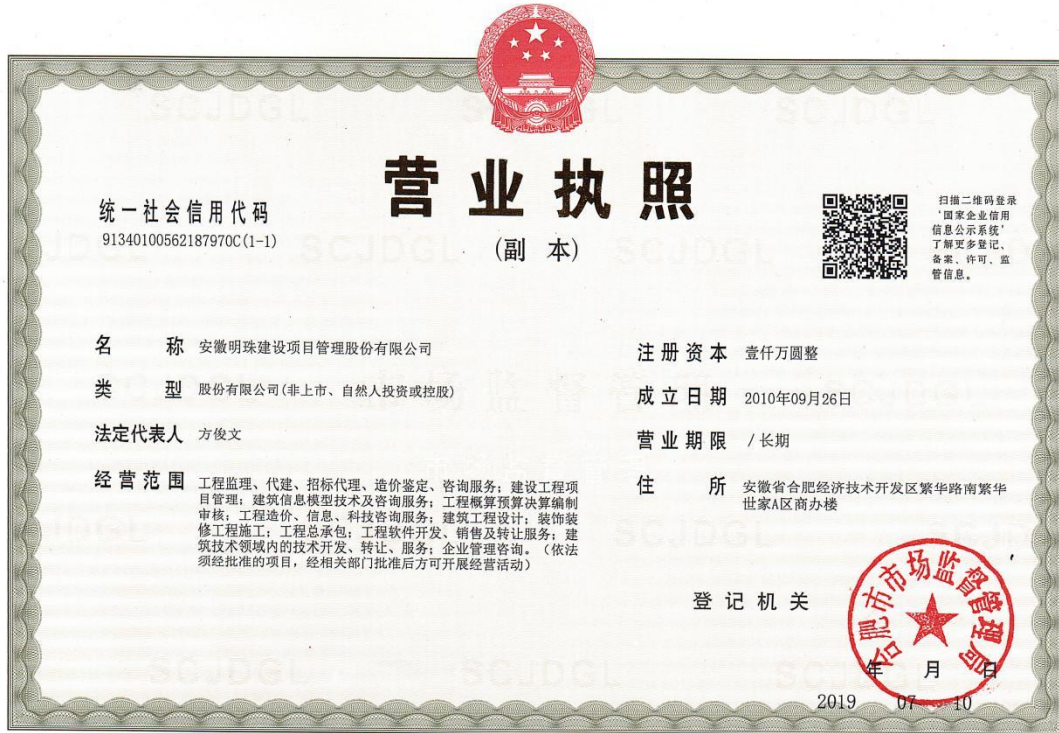 营业执照
(副 本)
统一社会信用代码
91340100562187970C(1-1)
扫描二维码登录
‘国家企业信用
信息公示系统’
了解更多登记、
备案、许可、监
管信息。
名 称 安徽明珠建设项目管理股份有限公司
类 型 股份有限公司(非上市、自然人投资或控股)
法定代表人 方俊文
经营范围 工程监理、代建、招标代理、造价鉴定、咨询服务；建设工程项
目管理；建筑信息模型技术及咨询服务；工程概算预算决算编制
审核；工程造价、信息、科技咨询服务；建筑工程设计；装饰装
修工程施工；工程总承包；工程软件开发、销售及转让服务；建
筑技术领域内的技术开发、转让、服务；企业管理咨询。（依法
须经批准的项目，经相关部门批准后方可开展经营活动）
注册资本 壹仟万圆整
成立日期 2010年09月26日
营业期限 /长期
住 所 安徽省合肥经济技术开发区繁华路南繁华
世家A区商办楼
登记机关
合肥市市场监督管理局
年 月 日
2019 07 10
SCJDGL